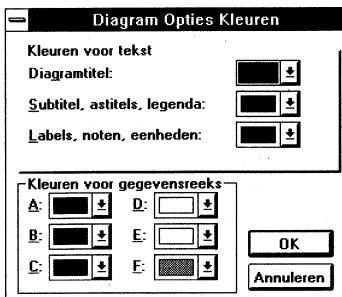 Diagram Opties Kleuren
Kleuren voor tekst
Diagramtitel:
Subtitel, astitels, legenda:
Labels, noten, eenheden:
Kleuren voor gegevensreeks
A: D:
B: E:
C: F:
OK
Annuleren